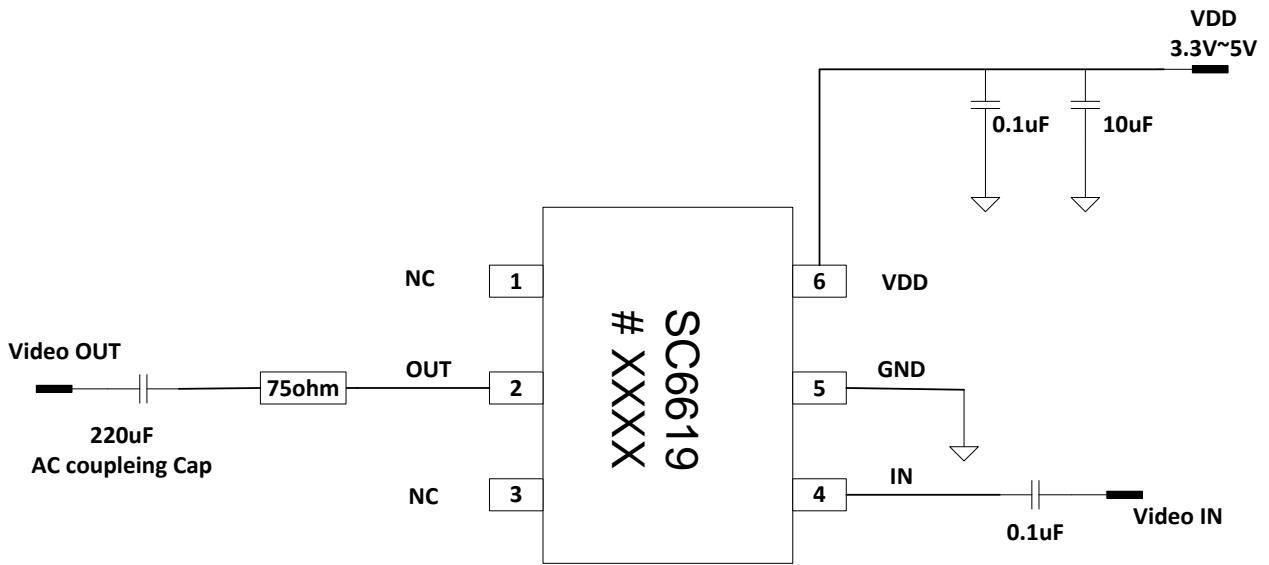 VDD
3.3V~5V
0.1uF
10uF
NC
1
6
VDD
SC6619
# XXXX
Video OUT
OUT
2
5
GND
75ohm
220uF
AC coupleing Cap
NC
3
4
IN
0.1uF
Video IN